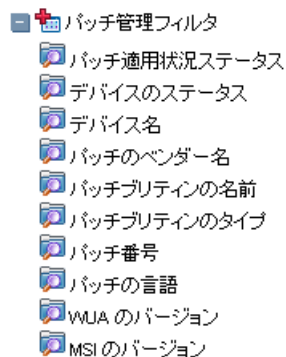 パッチ管理フィルタ
パッチ適用状況ステータス
デバイスのステータス
デバイス名
パッチのベンダー名
パッチブリティンの名前
パッチブリティンのタイプ
パッチ番号
パッチの言語
WUA のバージョン
MSI のバージョン